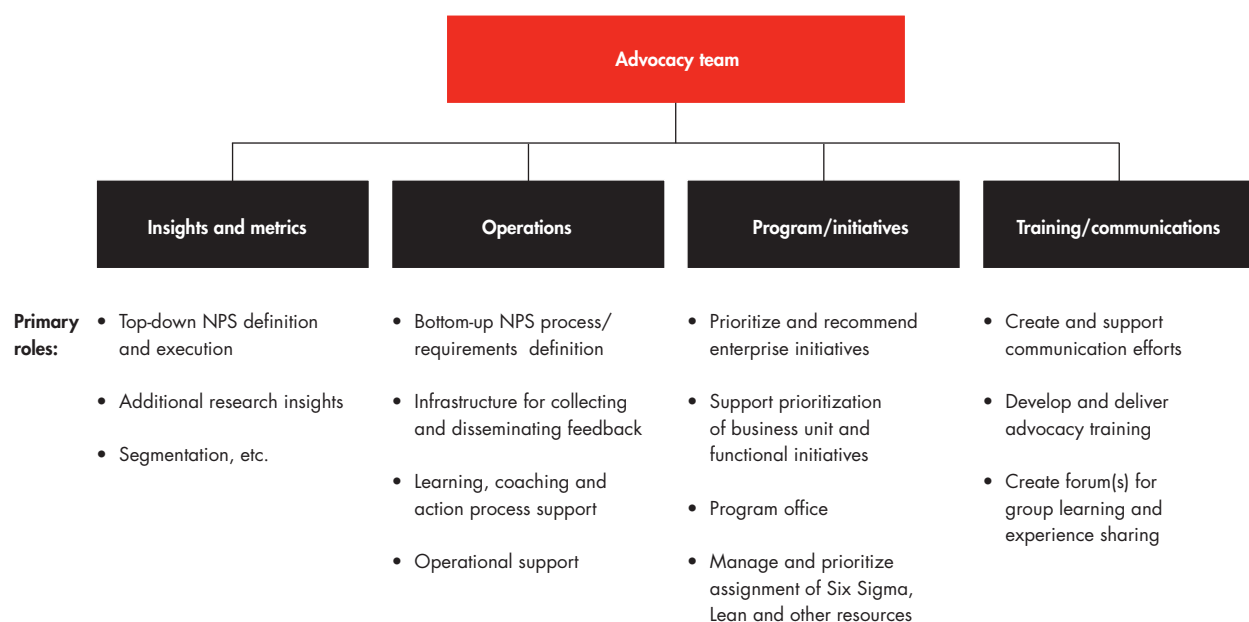 Advocacy team
Insights and metrics
Operations
Program/initiatives
Training/communications
Primary
roles:
• Top-down NPS definition
and execution
• Additional research insights
• Segmentation, etc.
• Bottom-up NPS process/
requirements definition
• Infrastructure for collecting
and disseminating feedback
• Learning, coaching and
action process support
• Operational support
• Prioritize and recommend
enterprise initiatives
• Support prioritization
of business unit and
functional initiatives
• Program office
• Manage and prioritize
assignment of Six Sigma,
Lean and other resources
• Create and support
communication efforts
• Develop and deliver
advocacy training
• Create forum(s) for
group learning and
experience sharing